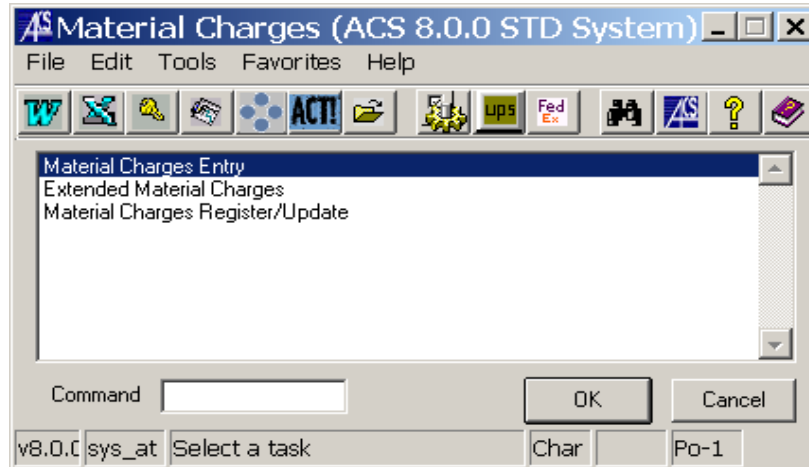 AS Material Charges (ACS 8.0.0 STD System)
File Edit Tools Favorites Help
W X ACT! ups Fed Ex AS ?
Material Charges Entry
Extended Material Charges
Material Charges Register/Update
Command OK Cancel
v8.0.0 sys_at Select a task Char Po-1